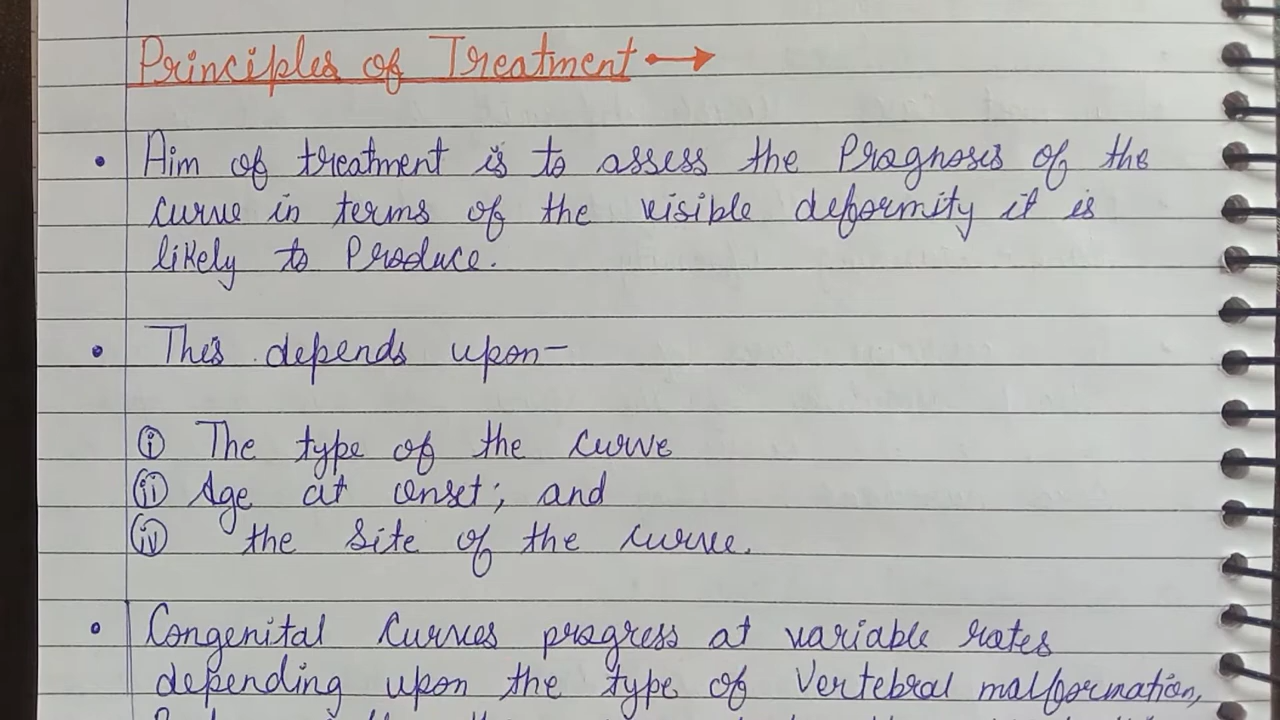 Principles of Treatment →
• Aim of treatment is to assess the Prognosis of the
curve in terms of the visible deformity it is
likely to Produce.
• This depends upon-
(i) The type of the curve
(ii) Age at onset; and
(iv) the site of the curve.
• Congenital curves progress at variable rates
depending upon the type of Vertebral malformation,